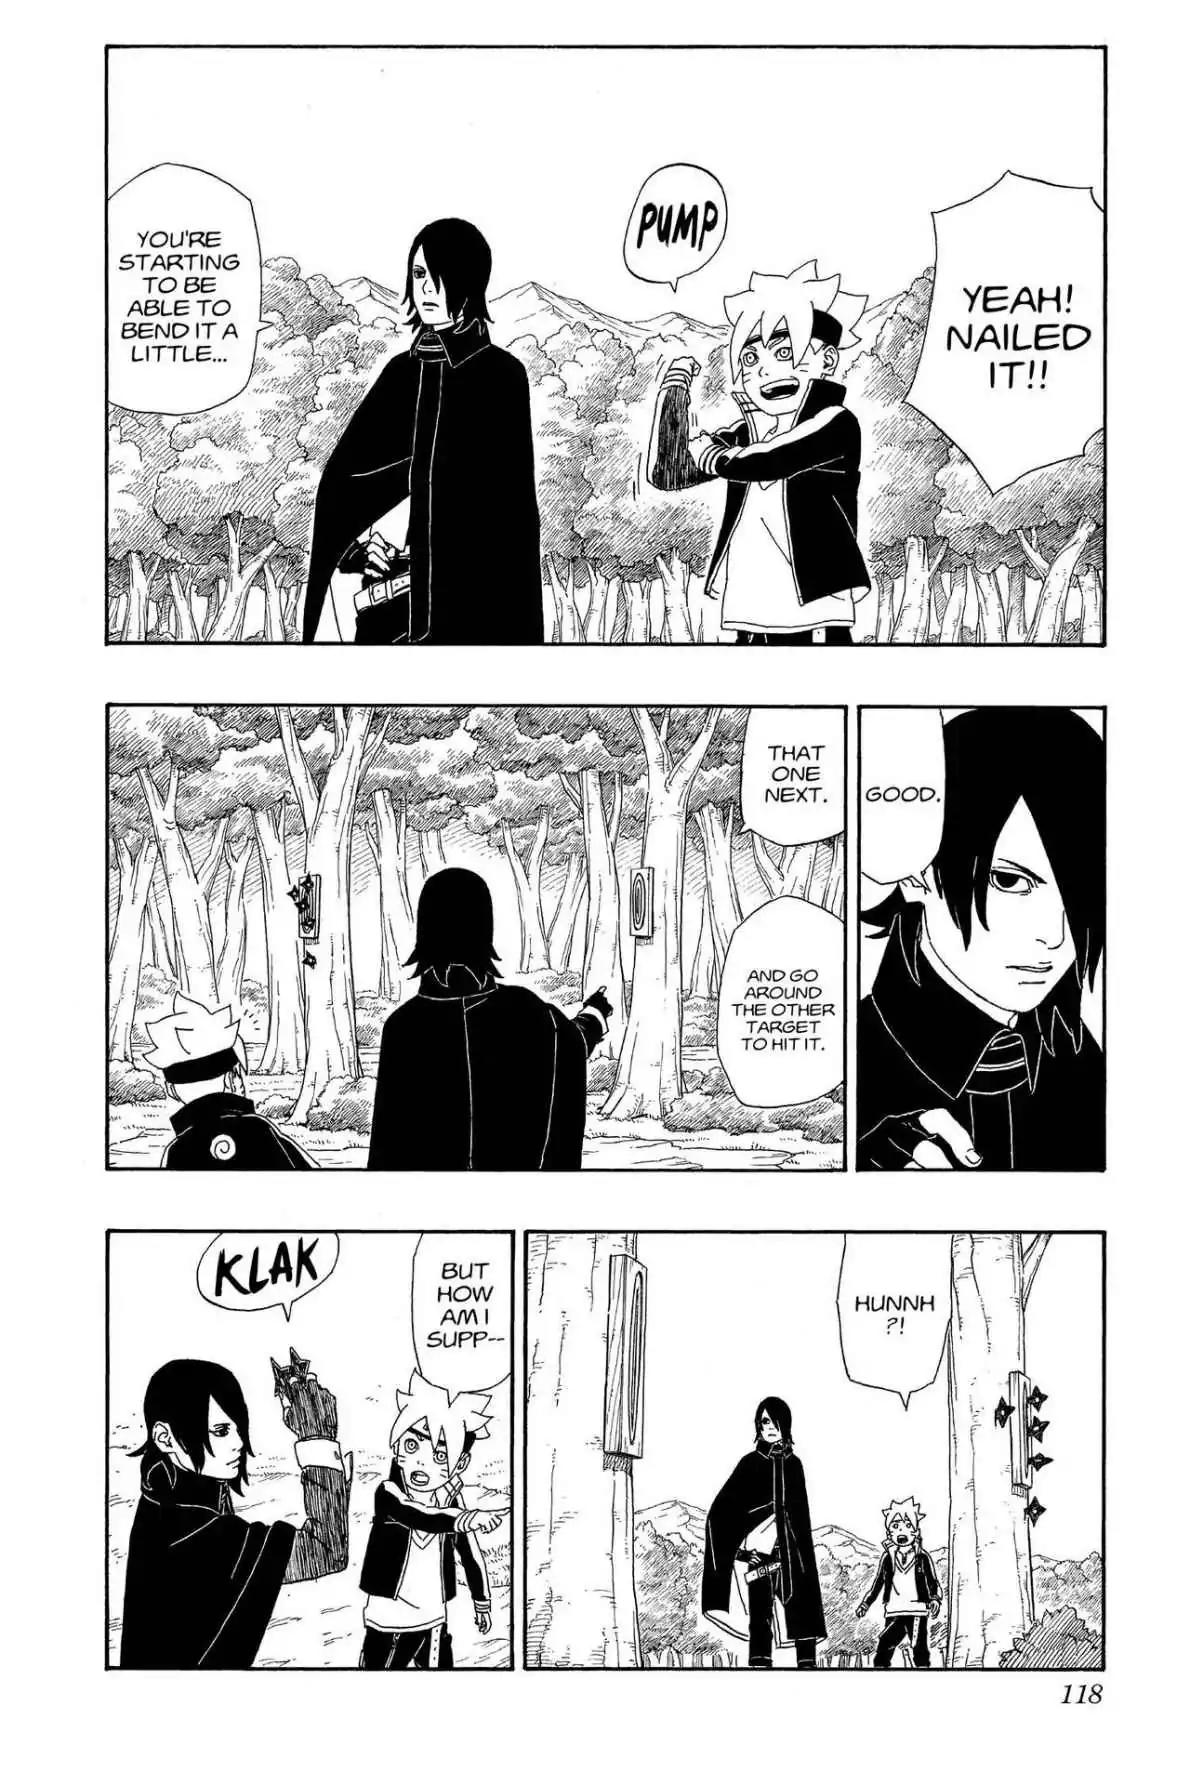 YEAH!
NAILED
IT!!
PUMP
YOU'RE
STARTING
TO BE
ABLE TO
BEND IT A
LITTLE...
GOOD.
THAT
ONE
NEXT.
AND GO
AROUND
THE OTHER
TARGET
TO HIT IT.
HUNNH
?!
BUT
HOW
AM I
SUPP--
KLAK
118